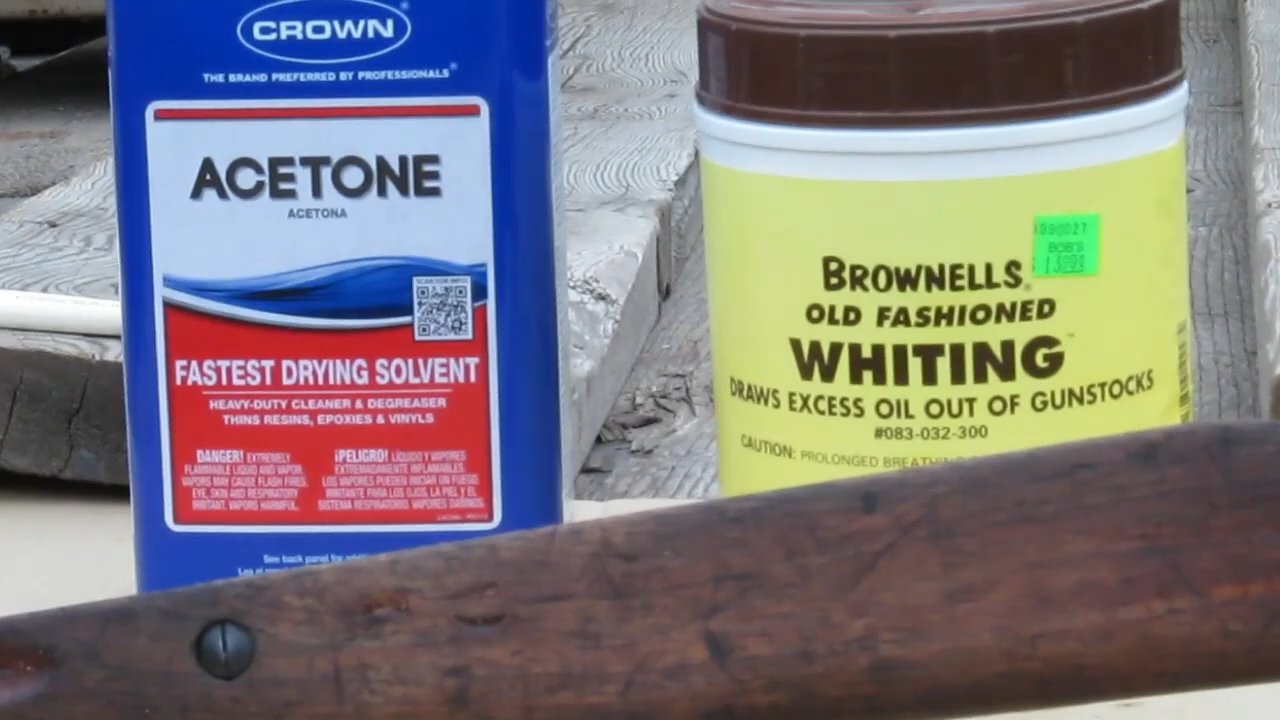 CROWN®
THE BRAND PREFERRED BY PROFESSIONALS®
ACETONE
ACETONA
FASTEST DRYING SOLVENT
HEAVY-DUTY CLEANER & DEGREASER
THINS RESINS, EPOXIES & VINYLS
DANGER! EXTREMELY
FLAMMABLE LIQUID AND VAPOR.
VAPORS MAY CAUSE FLASH FIRES.
EYE, SKIN AND RESPIRATORY
IRRITANT. VAPORS HARMFUL.
¡PELIGRO! LÍQUIDO Y VAPORES
EXTREMADAMENTE INFLAMABLES.
LOS VAPORES PUEDEN INICIAR UN FUEGO.
IRRITANTE PARA LOS OJOS, LA PIEL Y EL
SISTEMA RESPIRATORIO. VAPORES DAÑINOS.
See back panel for
BOB'S
BROWNELLS®
OLD FASHIONED
WHITING™
DRAWS EXCESS OIL OUT OF GUNSTOCKS
#083-032-300
CAUTION: PROLONGED